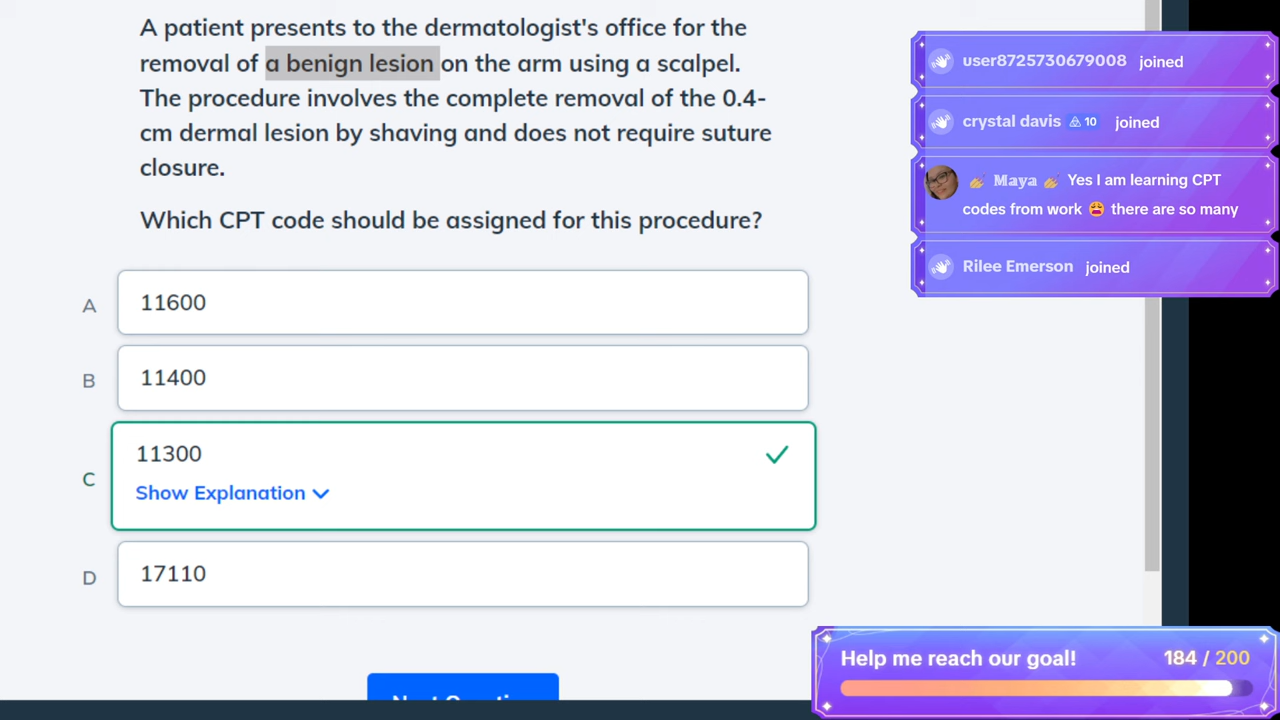 A patient presents to the dermatologist's office for the
removal of a benign lesion on the arm using a scalpel.
The procedure involves the complete removal of the 0.4-
cm dermal lesion by shaving and does not require suture
closure.
Which CPT code should be assigned for this procedure?
A
11600
B
11400
C
11300
Show Explanation
D
17110
Next Question
user8725730679008 joined
crystal davis 10 joined
Maya Yes I am learning CPT
codes from work 😩 there are so many
Rilee Emerson joined
Help me reach our goal! 184 / 200